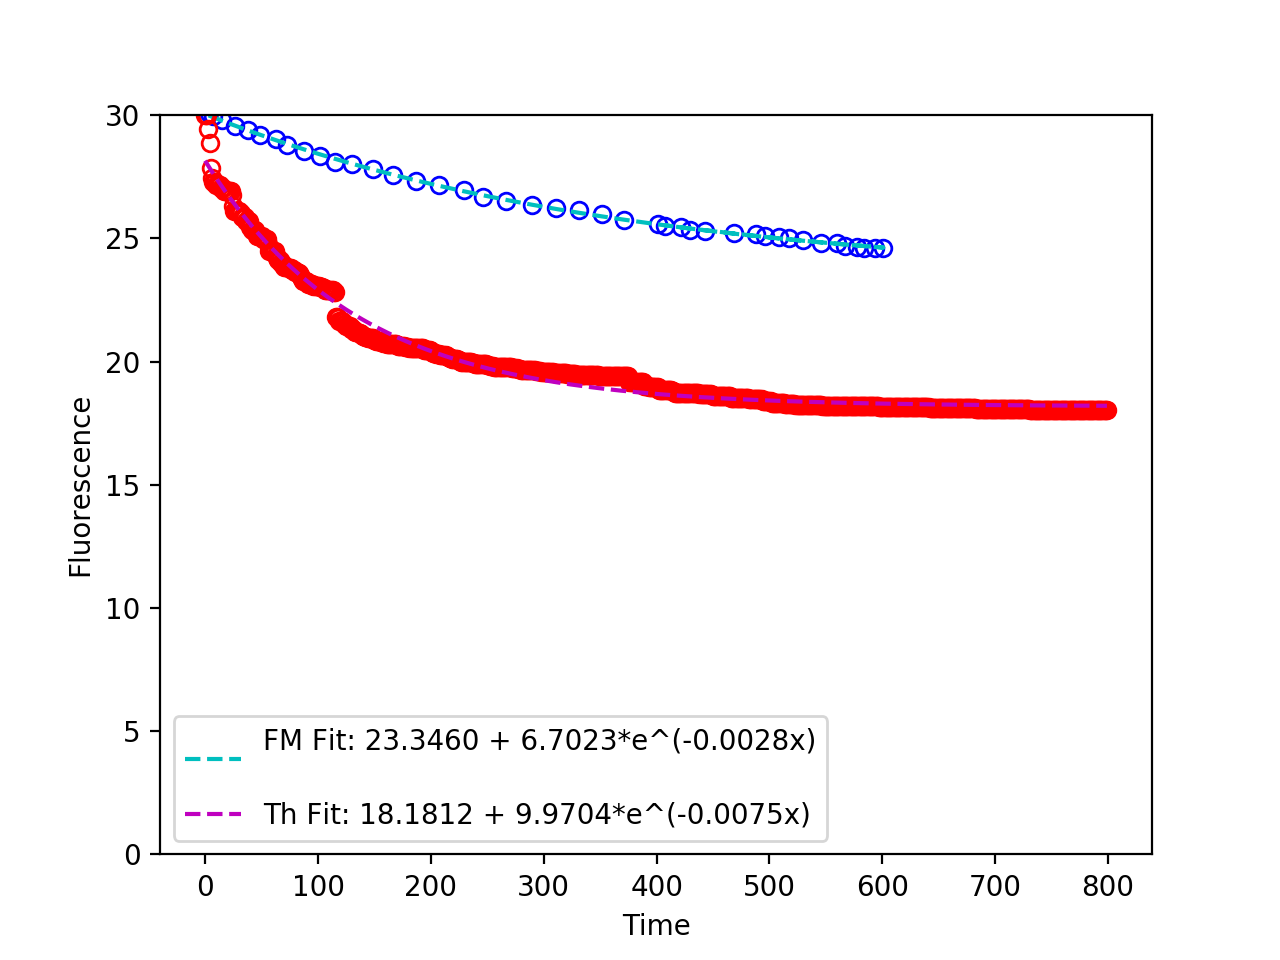 30
25
20
15
10
5
0
Fluorescence
FM Fit: 23.3460 + 6.7023*e^(-0.0028x)
Th Fit: 18.1812 + 9.9704*e^(-0.0075x)
0 100 200 300 400 500 600 700 800
Time